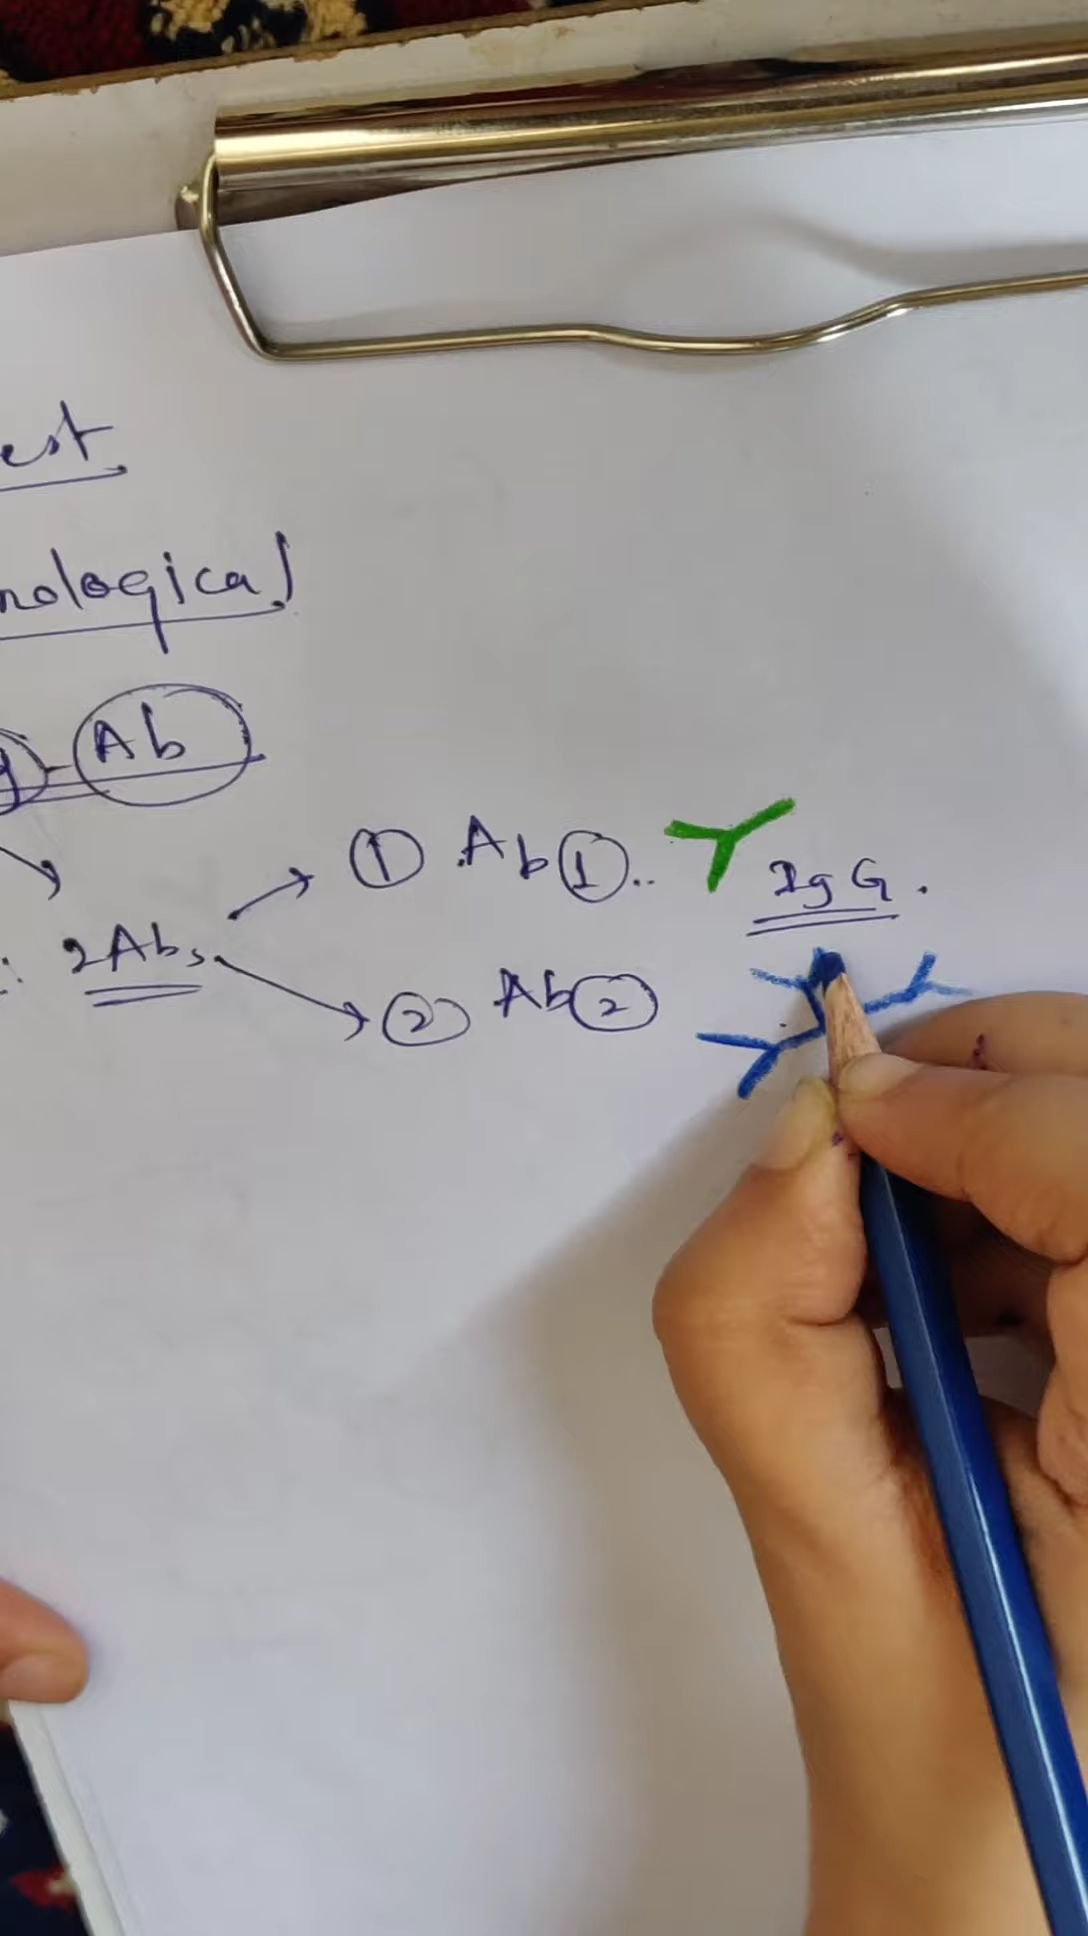 est
nological
g - Ab
① Ab①..
IgG.
: 2Abs.
② Ab②